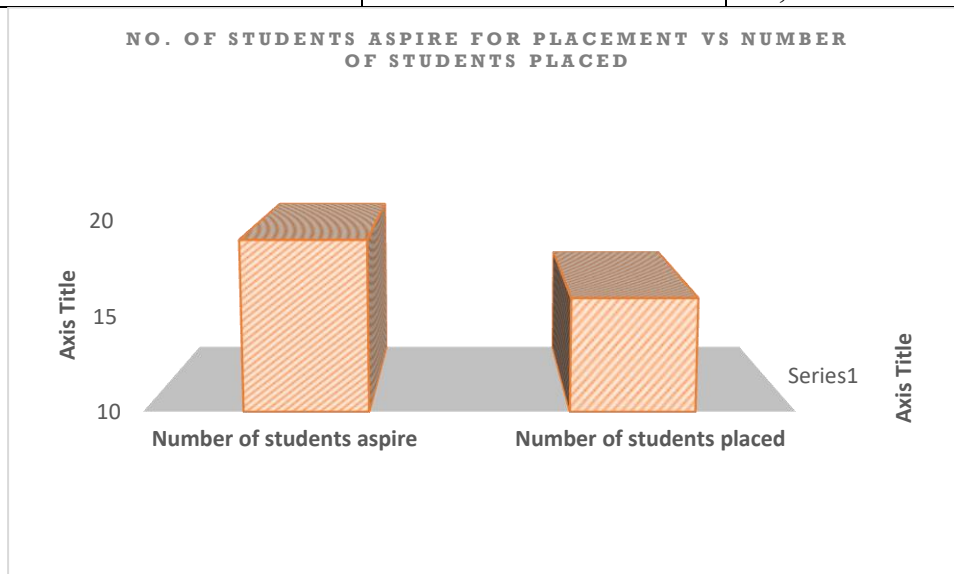 NO. OF STUDENTS ASPIRE FOR PLACEMENT VS NUMBER
OF STUDENTS PLACED
20
15
10
Axis Title
Number of students aspire
Number of students placed
Series1
Axis Title